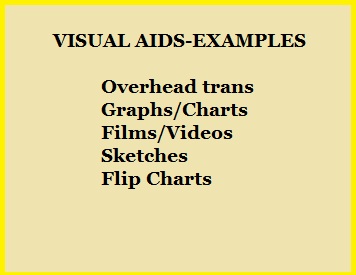 VISUAL AIDS-EXAMPLES
Overhead trans
Graphs/Charts
Films/Videos
Sketches
Flip Charts